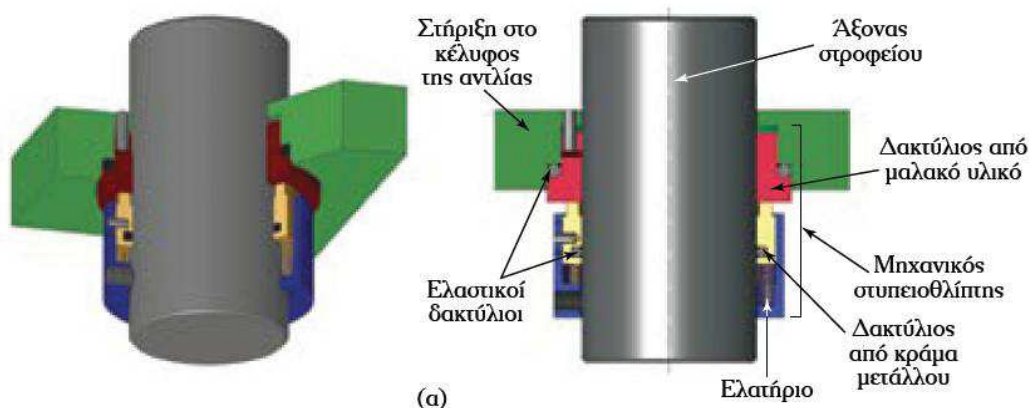 Στήριξη στο
κέλυφος
της αντλίας
Άξονας
στροφείου
Δακτύλιος από
μαλακό υλικό
Ελαστικοί
δακτύλιοι
Μηχανικός
στυπειοθλίπτης
Δακτύλιος
από κράμα
μετάλλου
Ελατήριο
(α)